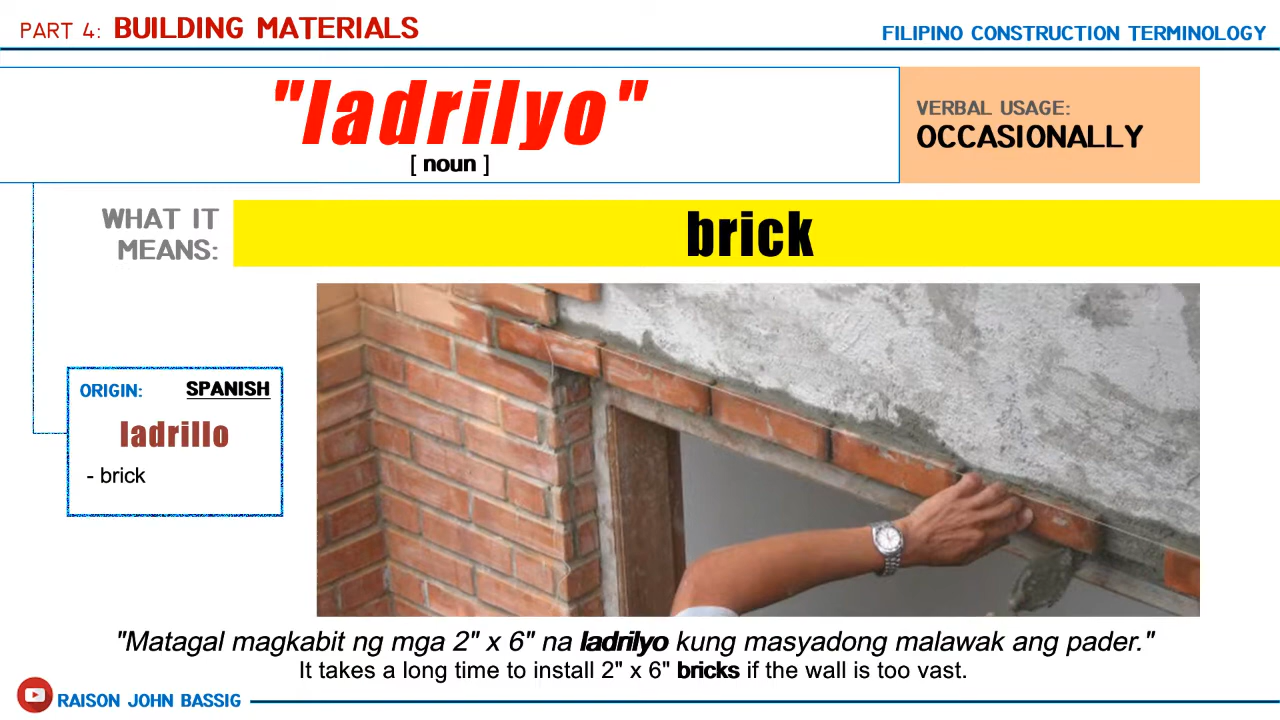 PART 4: BUILDING MATERIALS
FILIPINO CONSTRUCTION TERMINOLOGY
"ladrilyo"
[ noun ]
VERBAL USAGE:
OCCASIONALLY
WHAT IT
MEANS:
brick
ORIGIN: SPANISH
ladrillo
- brick
"Matagal magkabit ng mga 2" x 6" na ladrilyo kung masyadong malawak ang pader."
It takes a long time to install 2" x 6" bricks if the wall is too vast.
RAISON JOHN BASSIG